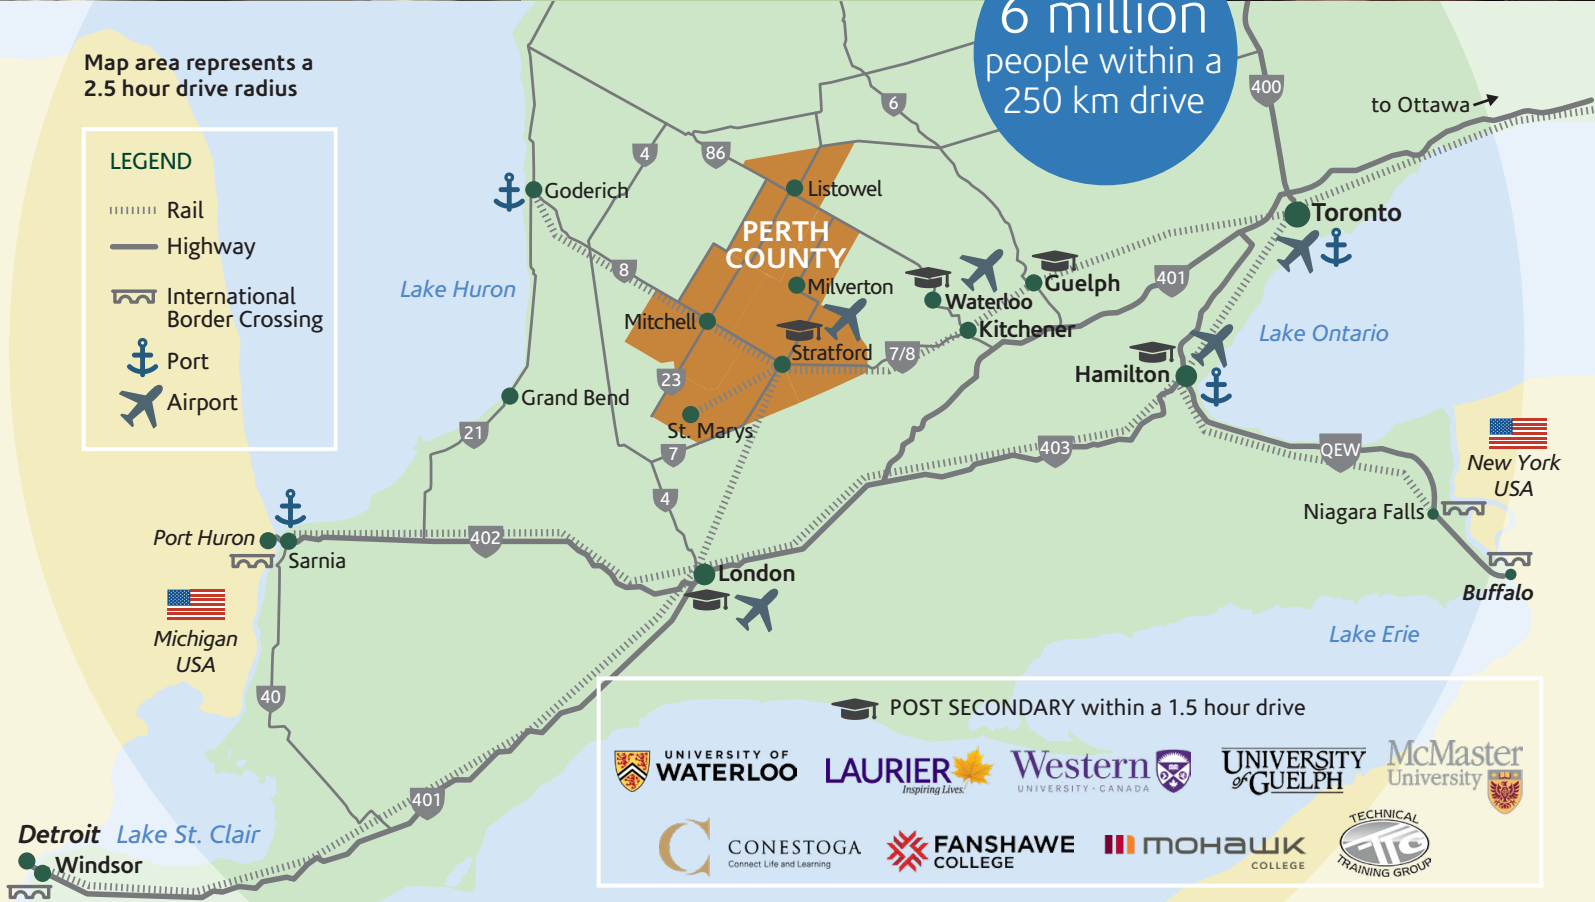 6 million
people within a
250 km drive
Map area represents a
2.5 hour drive radius
LEGEND
Rail
Highway
International
Border Crossing
Port
Airport
400
to Ottawa
6
4
86
Goderich
Listowel
Toronto
PERTH
COUNTY
8
Lake Huron
Milverton
Waterloo
Guelph
401
Mitchell
Kitchener
Lake Ontario
Stratford
7/8
23
Hamilton
Grand Bend
St. Marys
21
7
403
QEW
New York
USA
4
Niagara Falls
Port Huron
Sarnia
402
London
Buffalo
Michigan
USA
Lake Erie
40
POST SECONDARY within a 1.5 hour drive
UNIVERSITY OF
WATERLOO
LAURIER
Inspiring Lives.
Western
UNIVERSITY · CANADA
UNIVERSITY
of GUELPH
McMaster
University
401
TECHNICAL
TTG
TRAINING GROUP
Detroit
Lake St. Clair
C CONESTOGA
Connect Life and Learning
FANSHAWE
COLLEGE
mOHaWK
COLLEGE
Windsor